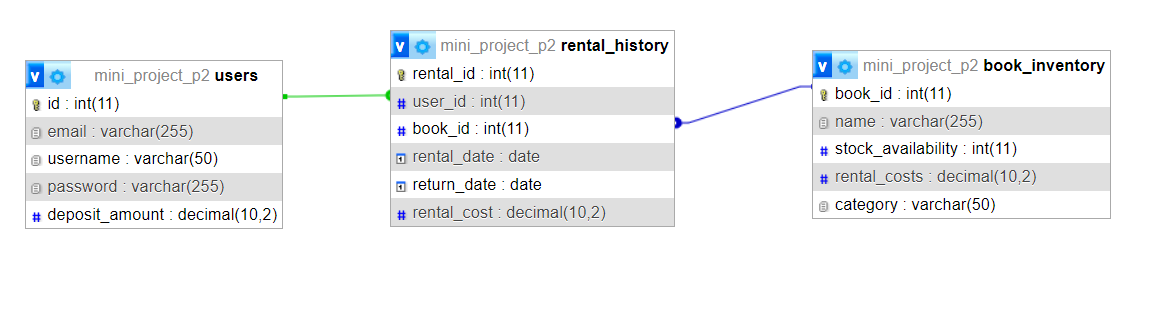 mini_project_p2 users
id : int(11)
email : varchar(255)
username : varchar(50)
password : varchar(255)
deposit_amount : decimal(10,2)
mini_project_p2 rental_history
rental_id : int(11)
user_id : int(11)
book_id : int(11)
rental_date : date
return_date : date
rental_cost : decimal(10,2)
mini_project_p2 book_inventory
book_id : int(11)
name : varchar(255)
stock_availability : int(11)
rental_costs : decimal(10,2)
category : varchar(50)